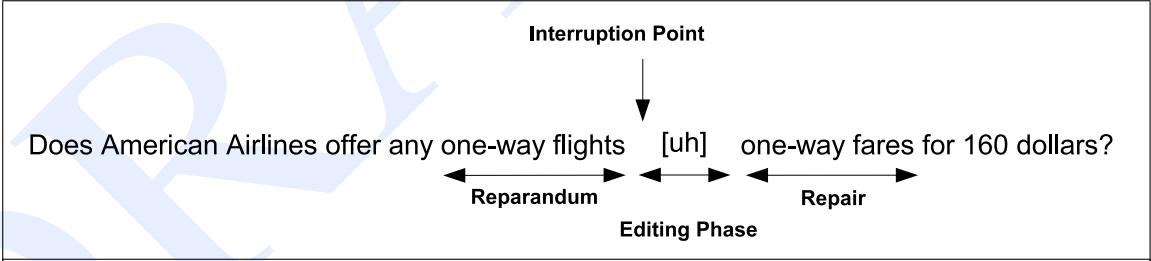 Interruption Point
Does American Airlines offer any one-way flights [uh] one-way fares for 160 dollars?
Reparandum Repair
Editing Phase